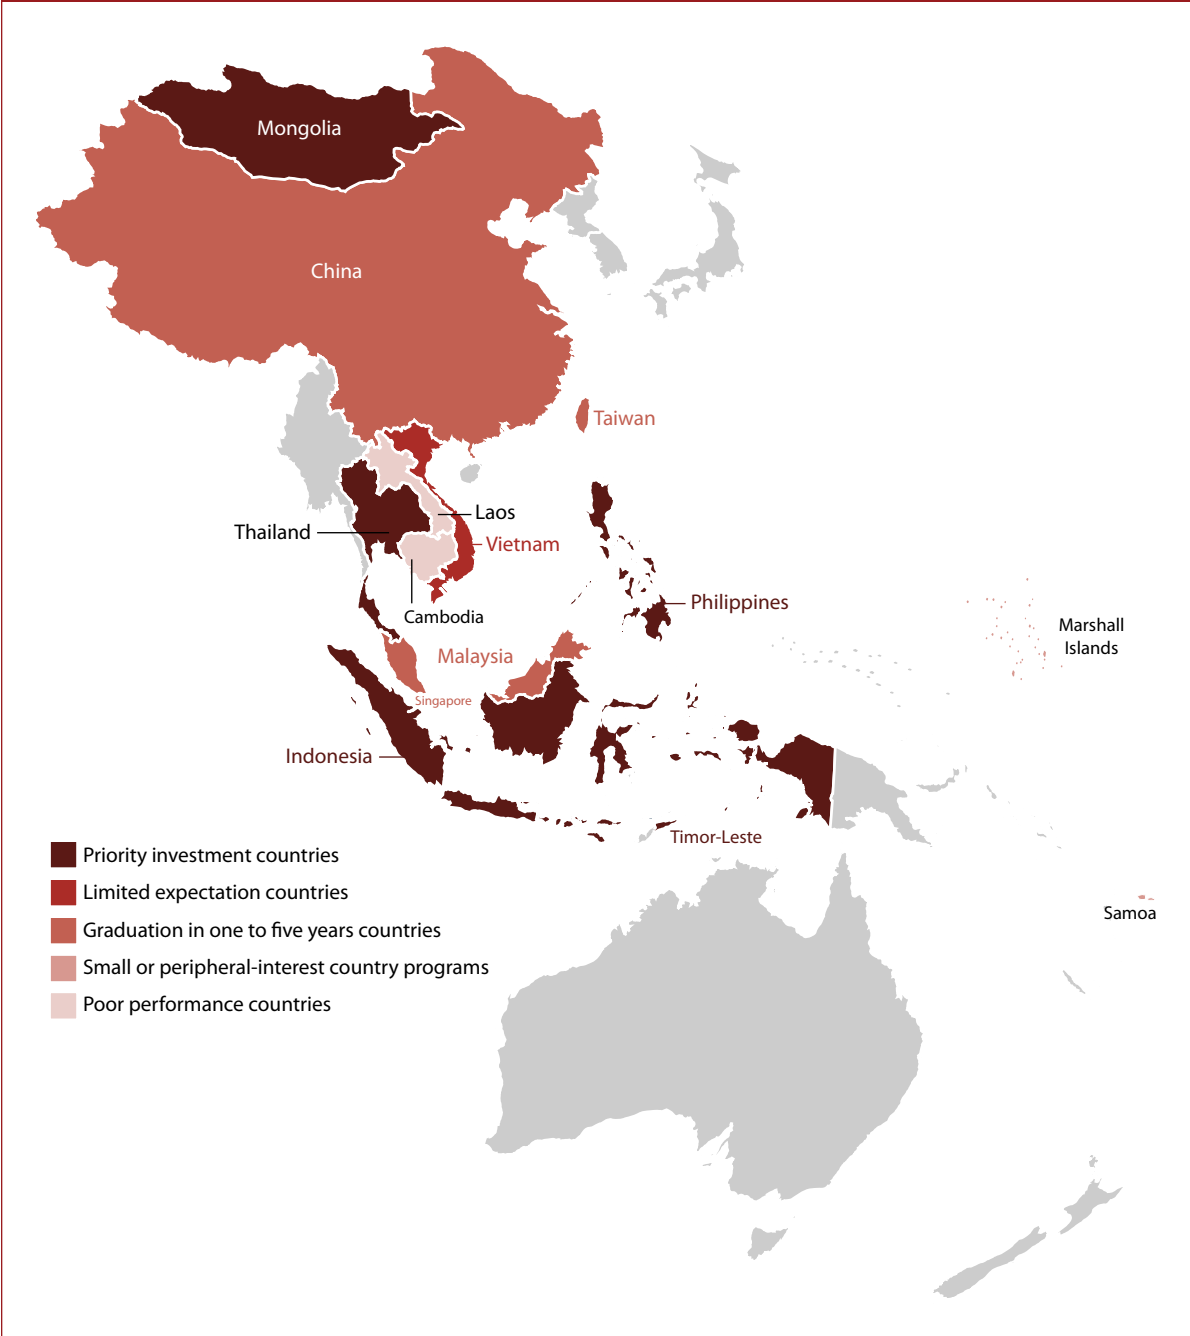 Mongolia
China
Taiwan
Laos
Thailand
Vietnam
Philippines
Cambodia
Marshall
Islands
Malaysia
Singapore
Indonesia
Timor-Leste
Priority investment countries
Limited expectation countries
Graduation in one to five years countries
Small or peripheral-interest country programs
Poor performance countries
Samoa